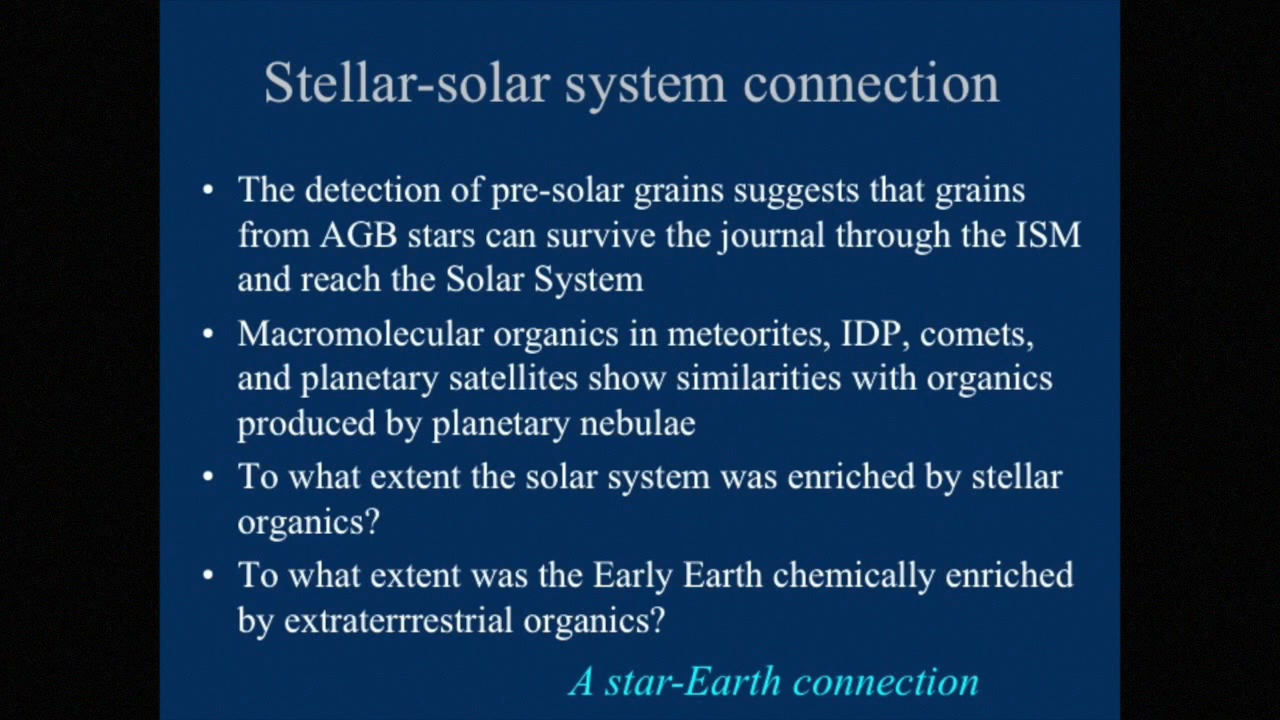 Stellar-solar system connection
• The detection of pre-solar grains suggests that grains
from AGB stars can survive the journal through the ISM
and reach the Solar System
• Macromolecular organics in meteorites, IDP, comets,
and planetary satellites show similarities with organics
produced by planetary nebulae
• To what extent the solar system was enriched by stellar
organics?
• To what extent was the Early Earth chemically enriched
by extraterrrestrial organics?
A star-Earth connection